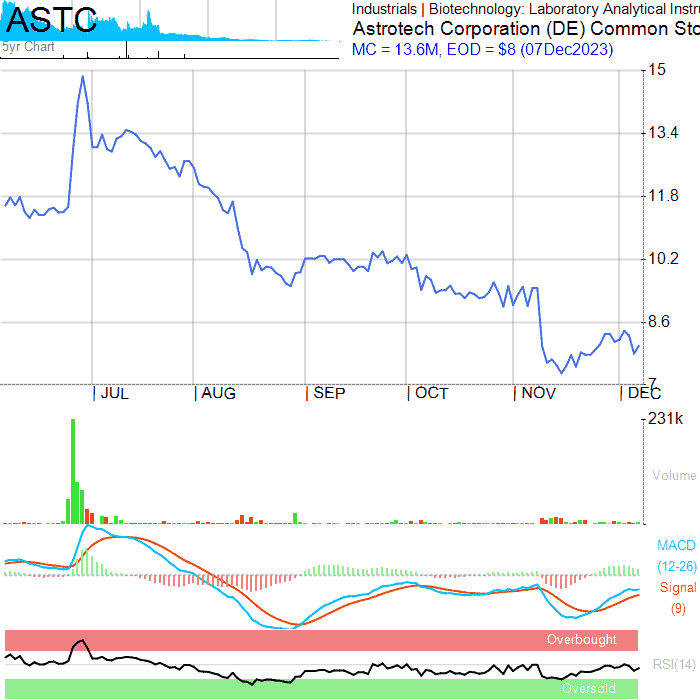 ASTC
5yr Chart
Industrials | Biotechnology: Laboratory Analytical Instru
Astrotech Corporation (DE) Common Sto
MC = 13.6M, EOD = $8 (07Dec2023)
15
13.4
11.8
10.2
8.6
7
JUL AUG SEP OCT NOV DEC
231k
Volume
MACD
(12-26)
Signal
(9)
Overbought
RSI(14)
Oversold